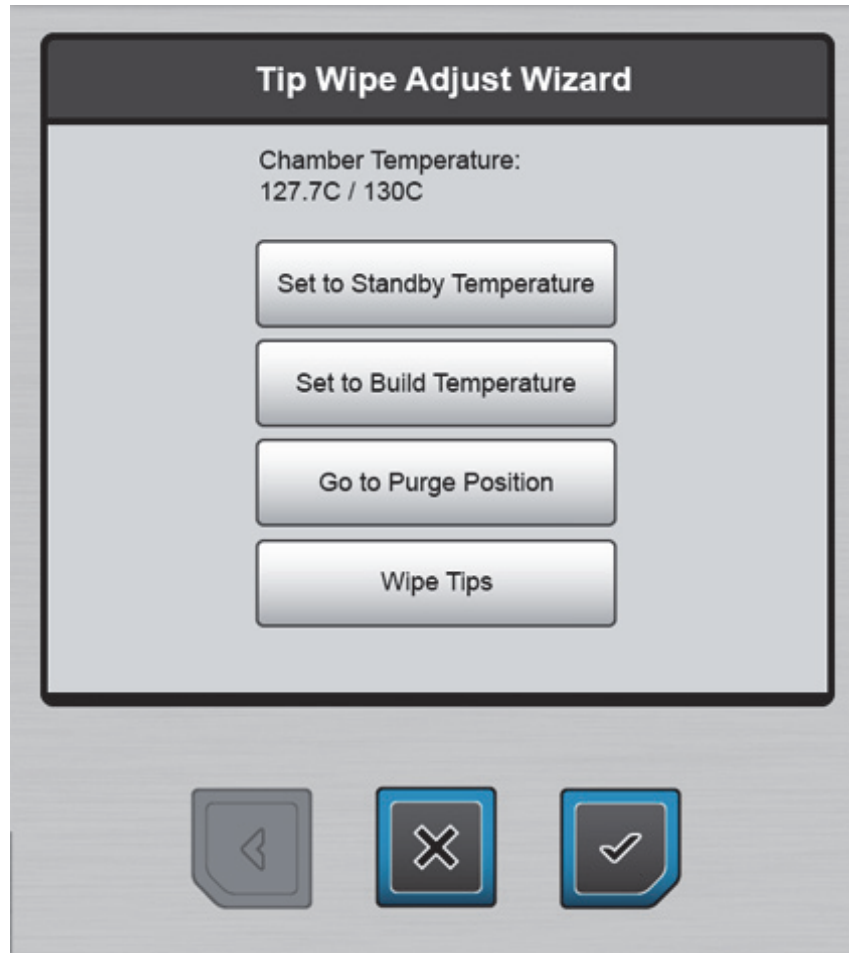 Tip Wipe Adjust Wizard
Chamber Temperature:
127.7C / 130C
Set to Standby Temperature
Set to Build Temperature
Go to Purge Position
Wipe Tips